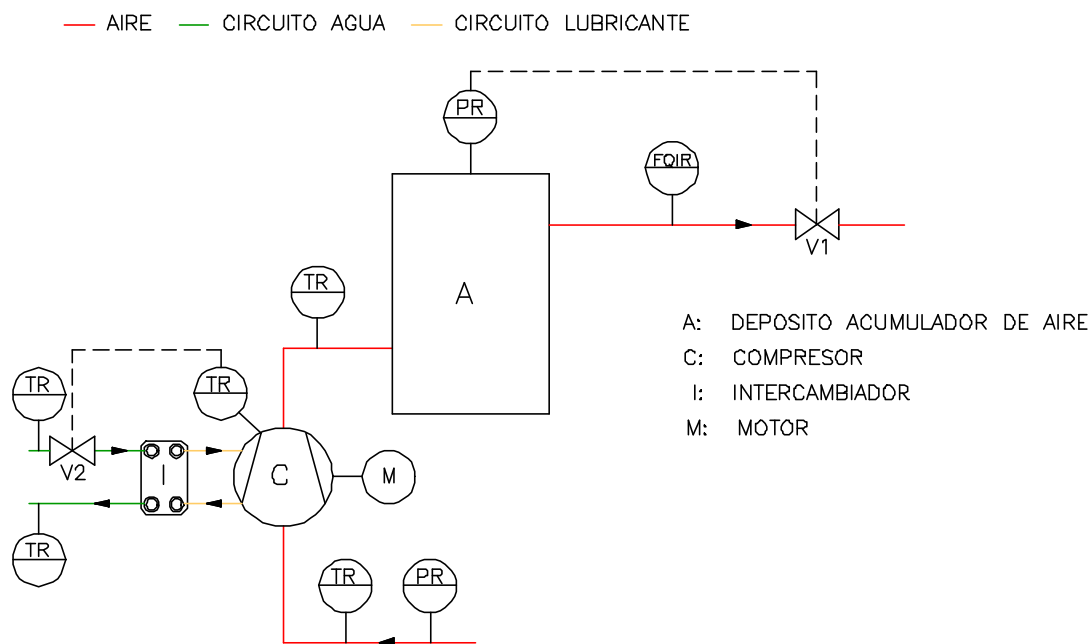 AIRE CIRCUITO AGUA CIRCUITO LUBRICANTE
PR
FQIR
V1
TR
A
A: DEPOSITO ACUMULADOR DE AIRE
C: COMPRESOR
I: INTERCAMBIADOR
M: MOTOR
TR
TR
V2
I
C
M
TR
TR
PR